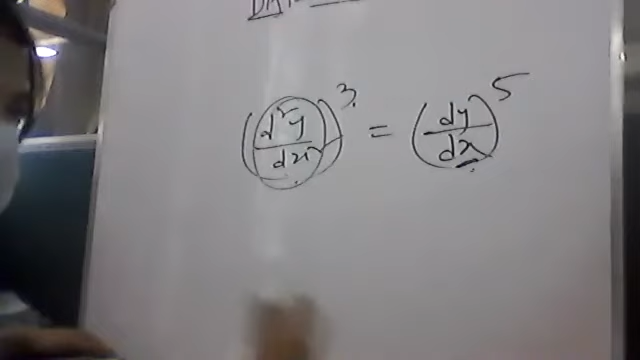 (d²y/dx²)³ = (dy/dx)⁵